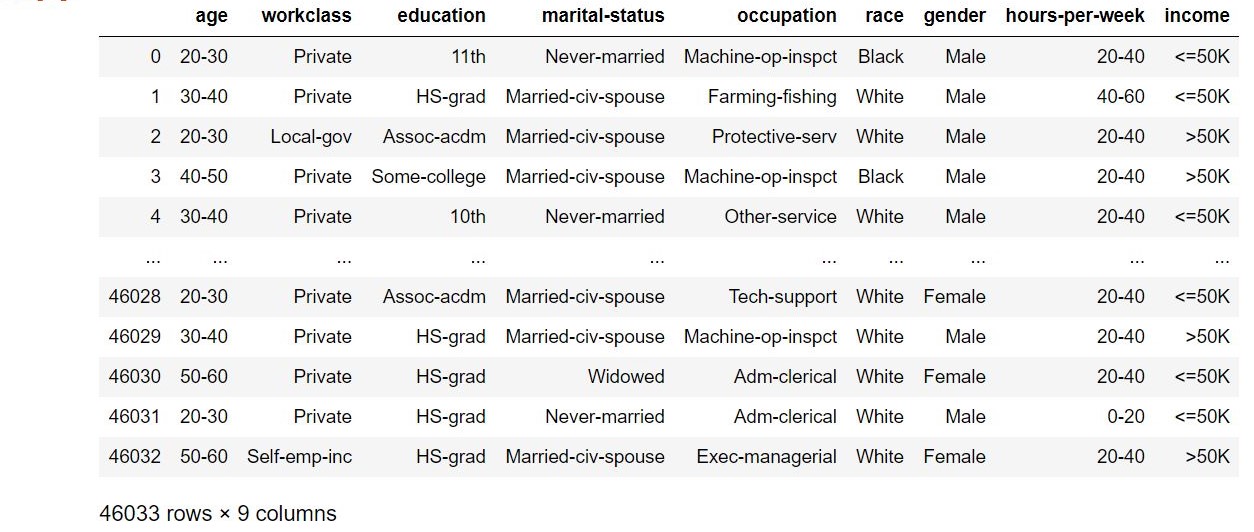 age workclass education marital-status occupation race gender hours-per-week income
0 20-30 Private 11th Never-married Machine-op-inspct Black Male 20-40 <=50K
1 30-40 Private HS-grad Married-civ-spouse Farming-fishing White Male 40-60 <=50K
2 20-30 Local-gov Assoc-acdm Married-civ-spouse Protective-serv White Male 20-40 >50K
3 40-50 Private Some-college Married-civ-spouse Machine-op-inspct Black Male 20-40 >50K
4 30-40 Private 10th Never-married Other-service White Male 20-40 <=50K
... ... ... ... ... ... ... ... ... ...
46028 20-30 Private Assoc-acdm Married-civ-spouse Tech-support White Female 20-40 <=50K
46029 30-40 Private HS-grad Married-civ-spouse Machine-op-inspct White Male 20-40 >50K
46030 50-60 Private HS-grad Widowed Adm-clerical White Female 20-40 <=50K
46031 20-30 Private HS-grad Never-married Adm-clerical White Male 0-20 <=50K
46032 50-60 Self-emp-inc HS-grad Married-civ-spouse Exec-managerial White Female 20-40 >50K
46033 rows × 9 columns